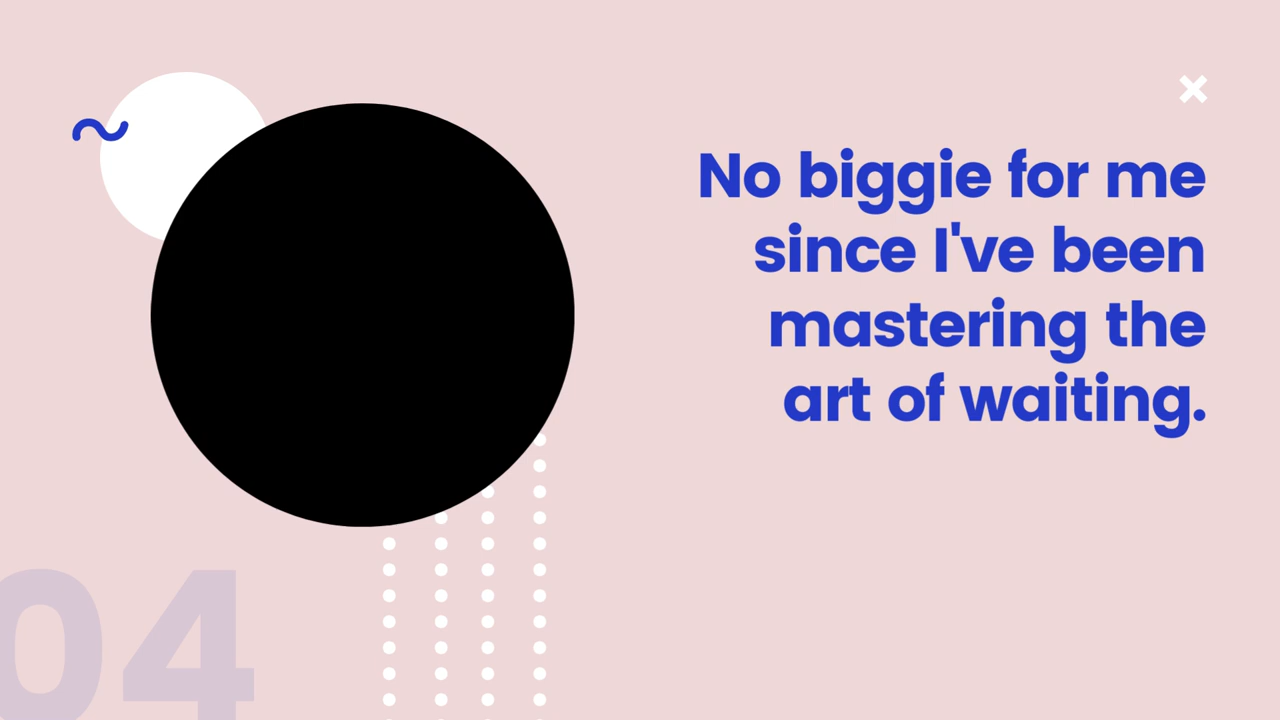 No biggie for me
since I've been
mastering the
art of waiting.
04